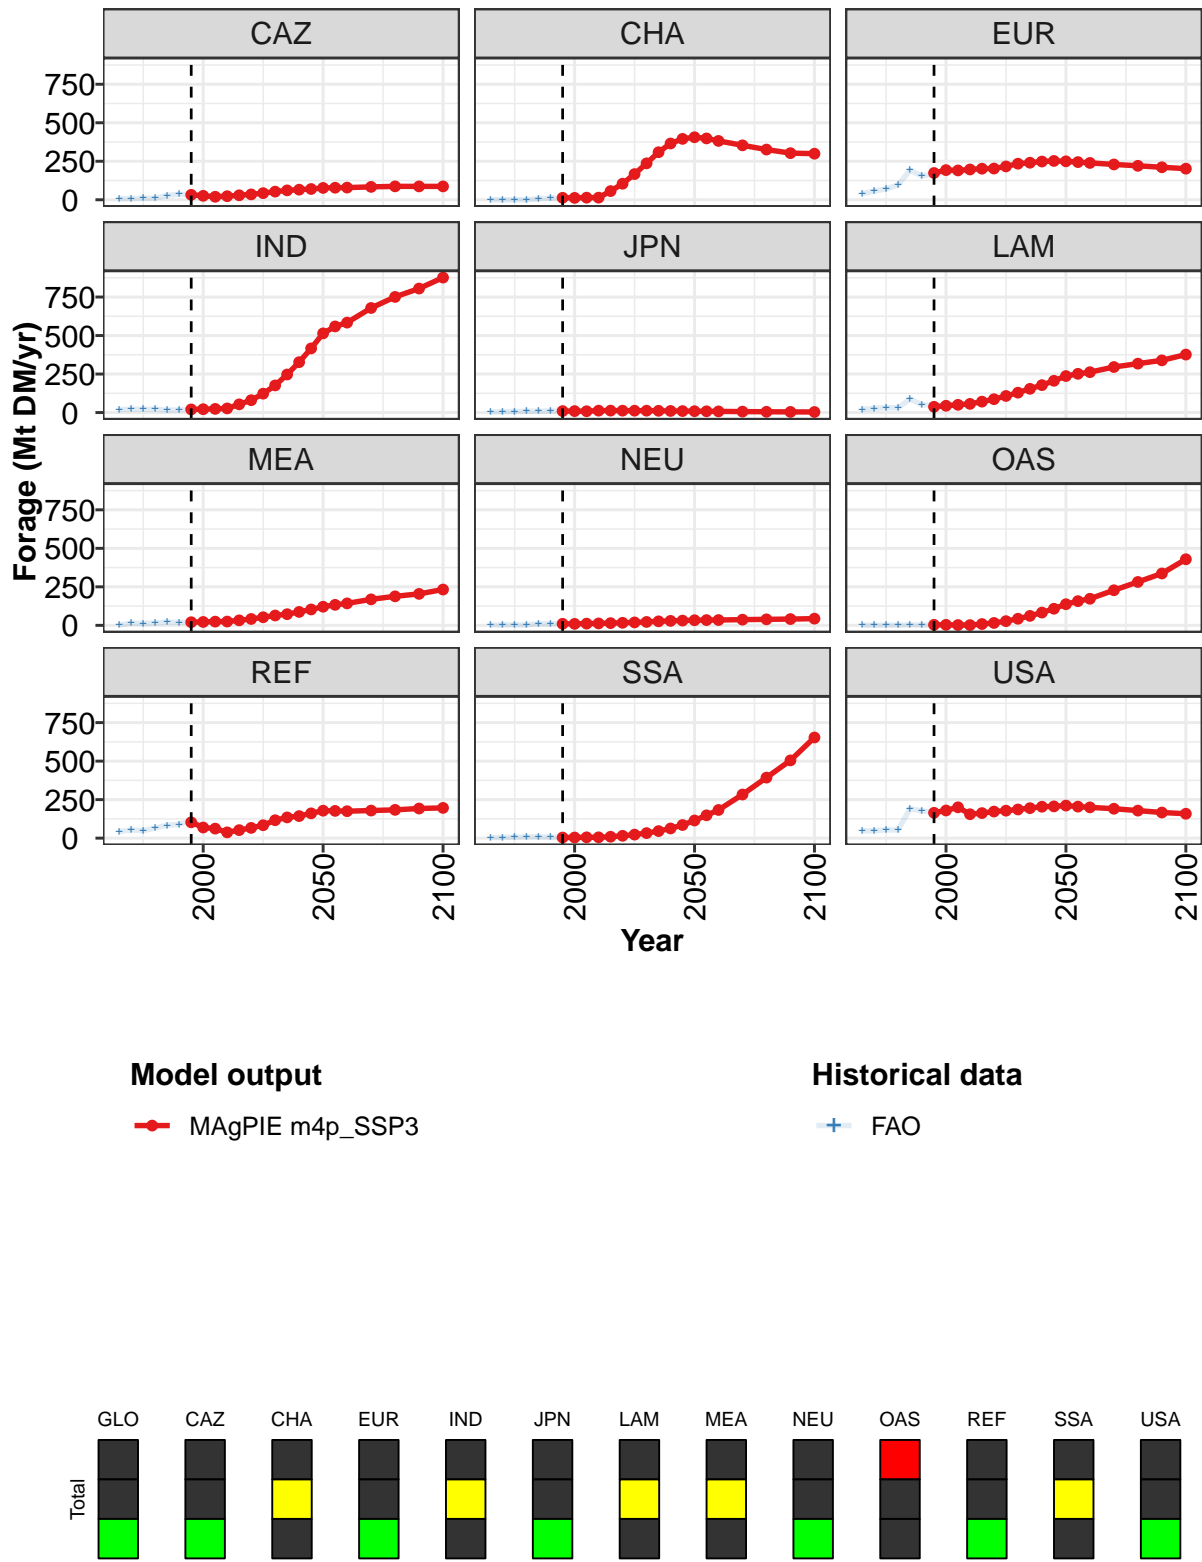 CAZ CHA EUR
750
500
250
0
IND JPN LAM
750
500
250
0
MEA NEU OAS
750
500
250
0
REF SSA USA
750
500
250
0
Forage (Mt DM/yr)
2000 2050 2100 2000 2050 2100 2000 2050 2100
Year
Model output Historical data
MAgPIE m4p_SSP3 FAO
GLO CAZ CHA EUR IND JPN LAM MEA NEU OAS REF SSA USA
Total